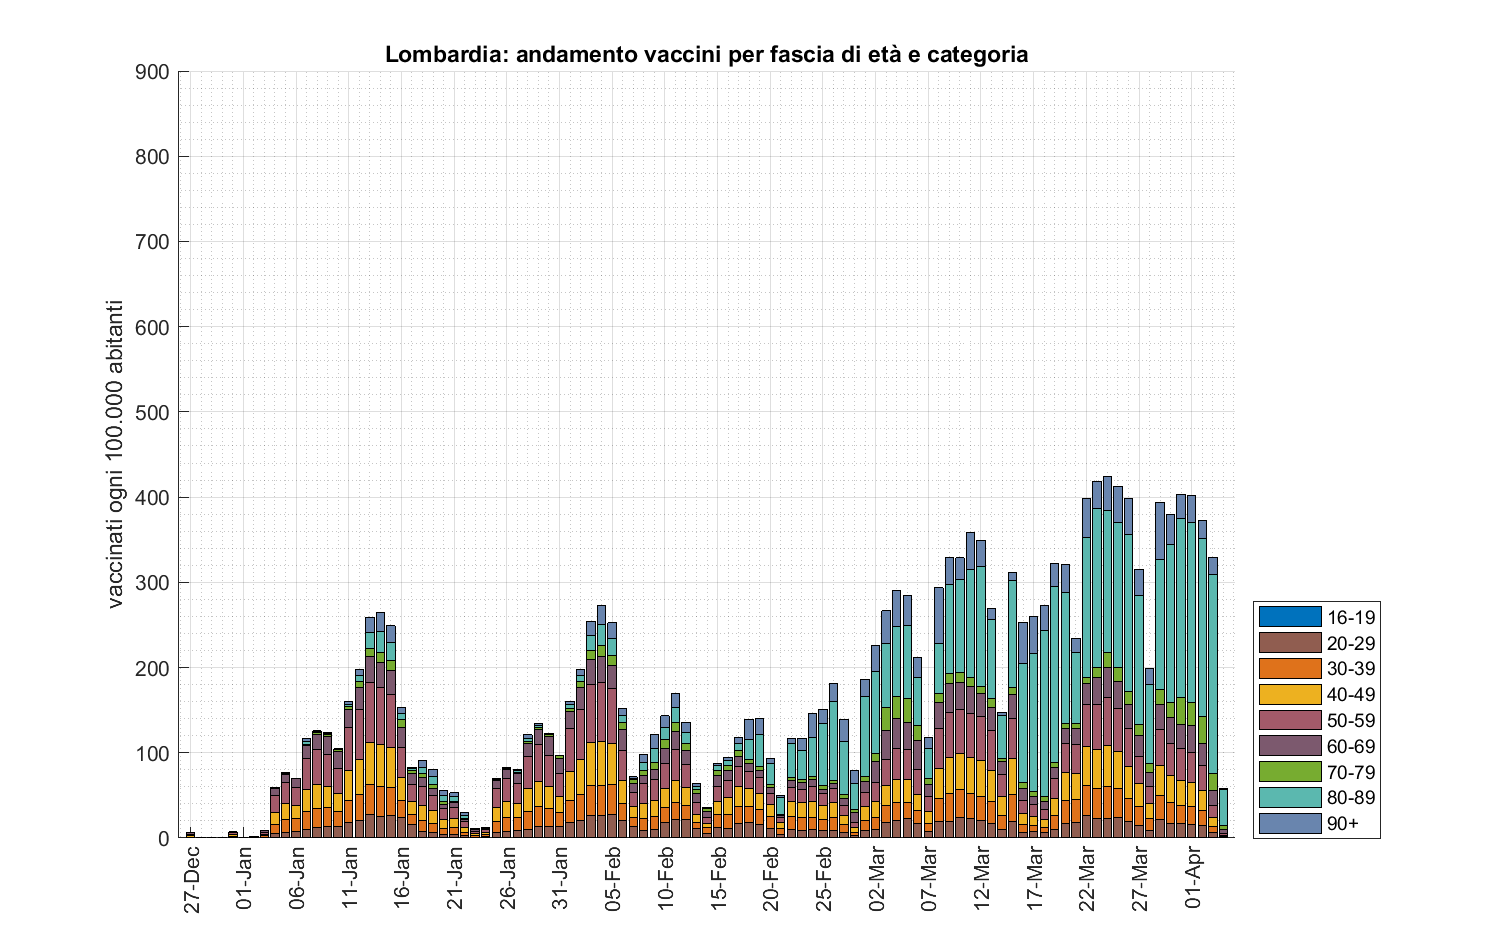 Lombardia: andamento vaccini per fascia di età e categoria
vaccinati ogni 100.000 abitanti
900
800
700
600
500
400
300
200
100
0
27-Dec
01-Jan
06-Jan
11-Jan
16-Jan
21-Jan
26-Jan
31-Jan
05-Feb
10-Feb
15-Feb
20-Feb
25-Feb
02-Mar
07-Mar
12-Mar
17-Mar
22-Mar
27-Mar
01-Apr
16-19
20-29
30-39
40-49
50-59
60-69
70-79
80-89
90+